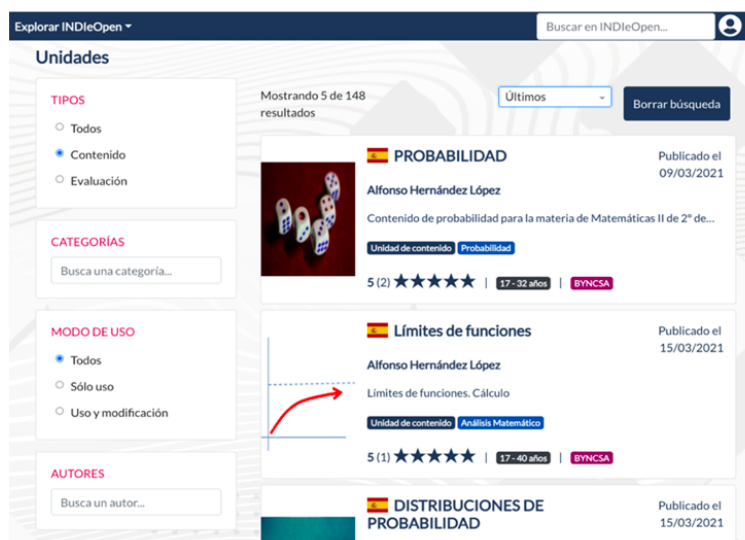 Explorar INDIeOpen
Buscar en INDIeOpen...
Unidades
TIPOS
Todos
Contenido
Evaluación
CATEGORÍAS
Busca una categoría...
MODO DE USO
Todos
Sólo uso
Uso y modificación
AUTORES
Busca un autor...
Mostrando 5 de 148
resultados
Últimos
Borrar búsqueda
PROBABILIDAD
Publicado el
09/03/2021
Alfonso Hernández López
Contenido de probabilidad para la materia de Matemáticas II de 2º de...
Unidad de contenido Probabilidad
5 (2) ★★★★★ | 17 - 32 años | BYNCSA
Límites de funciones
Publicado el
15/03/2021
Alfonso Hernández López
Límites de funciones. Cálculo
Unidad de contenido Análisis Matemático
5 (1) ★★★★★ | 17 - 40 años | BYNCSA
DISTRIBUCIONES DE
PROBABILIDAD
Publicado el
15/03/2021